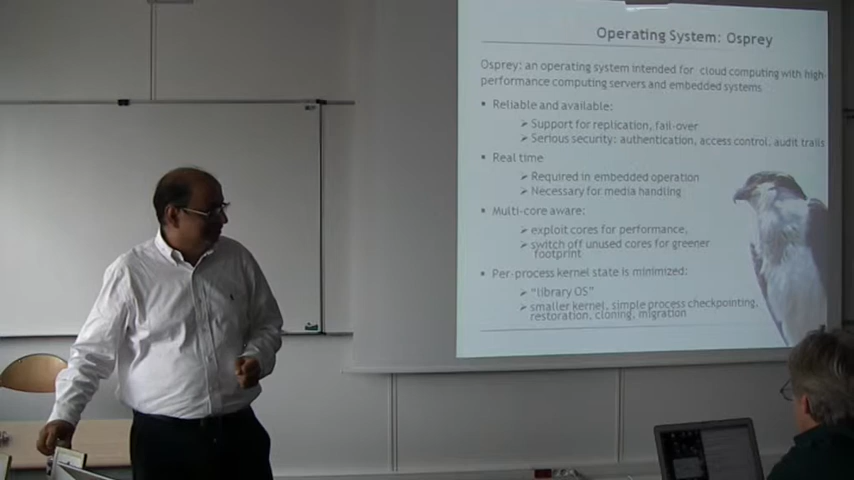 Operating System: Osprey
Osprey: an operating system intended for cloud computing with high-
performance computing servers and embedded systems
• Reliable and available:
➢ Support for replication, fail-over
➢ Serious security: authentication, access control, audit trails
• Real time
➢ Required in embedded operation
➢ Necessary for media handling
• Multi-core aware:
➢ exploit cores for performance,
➢ switch off unused cores for greener
footprint
• Per-process kernel state is minimized:
➢ "library OS"
➢ smaller kernel, simple process checkpointing,
restoration, cloning, migration